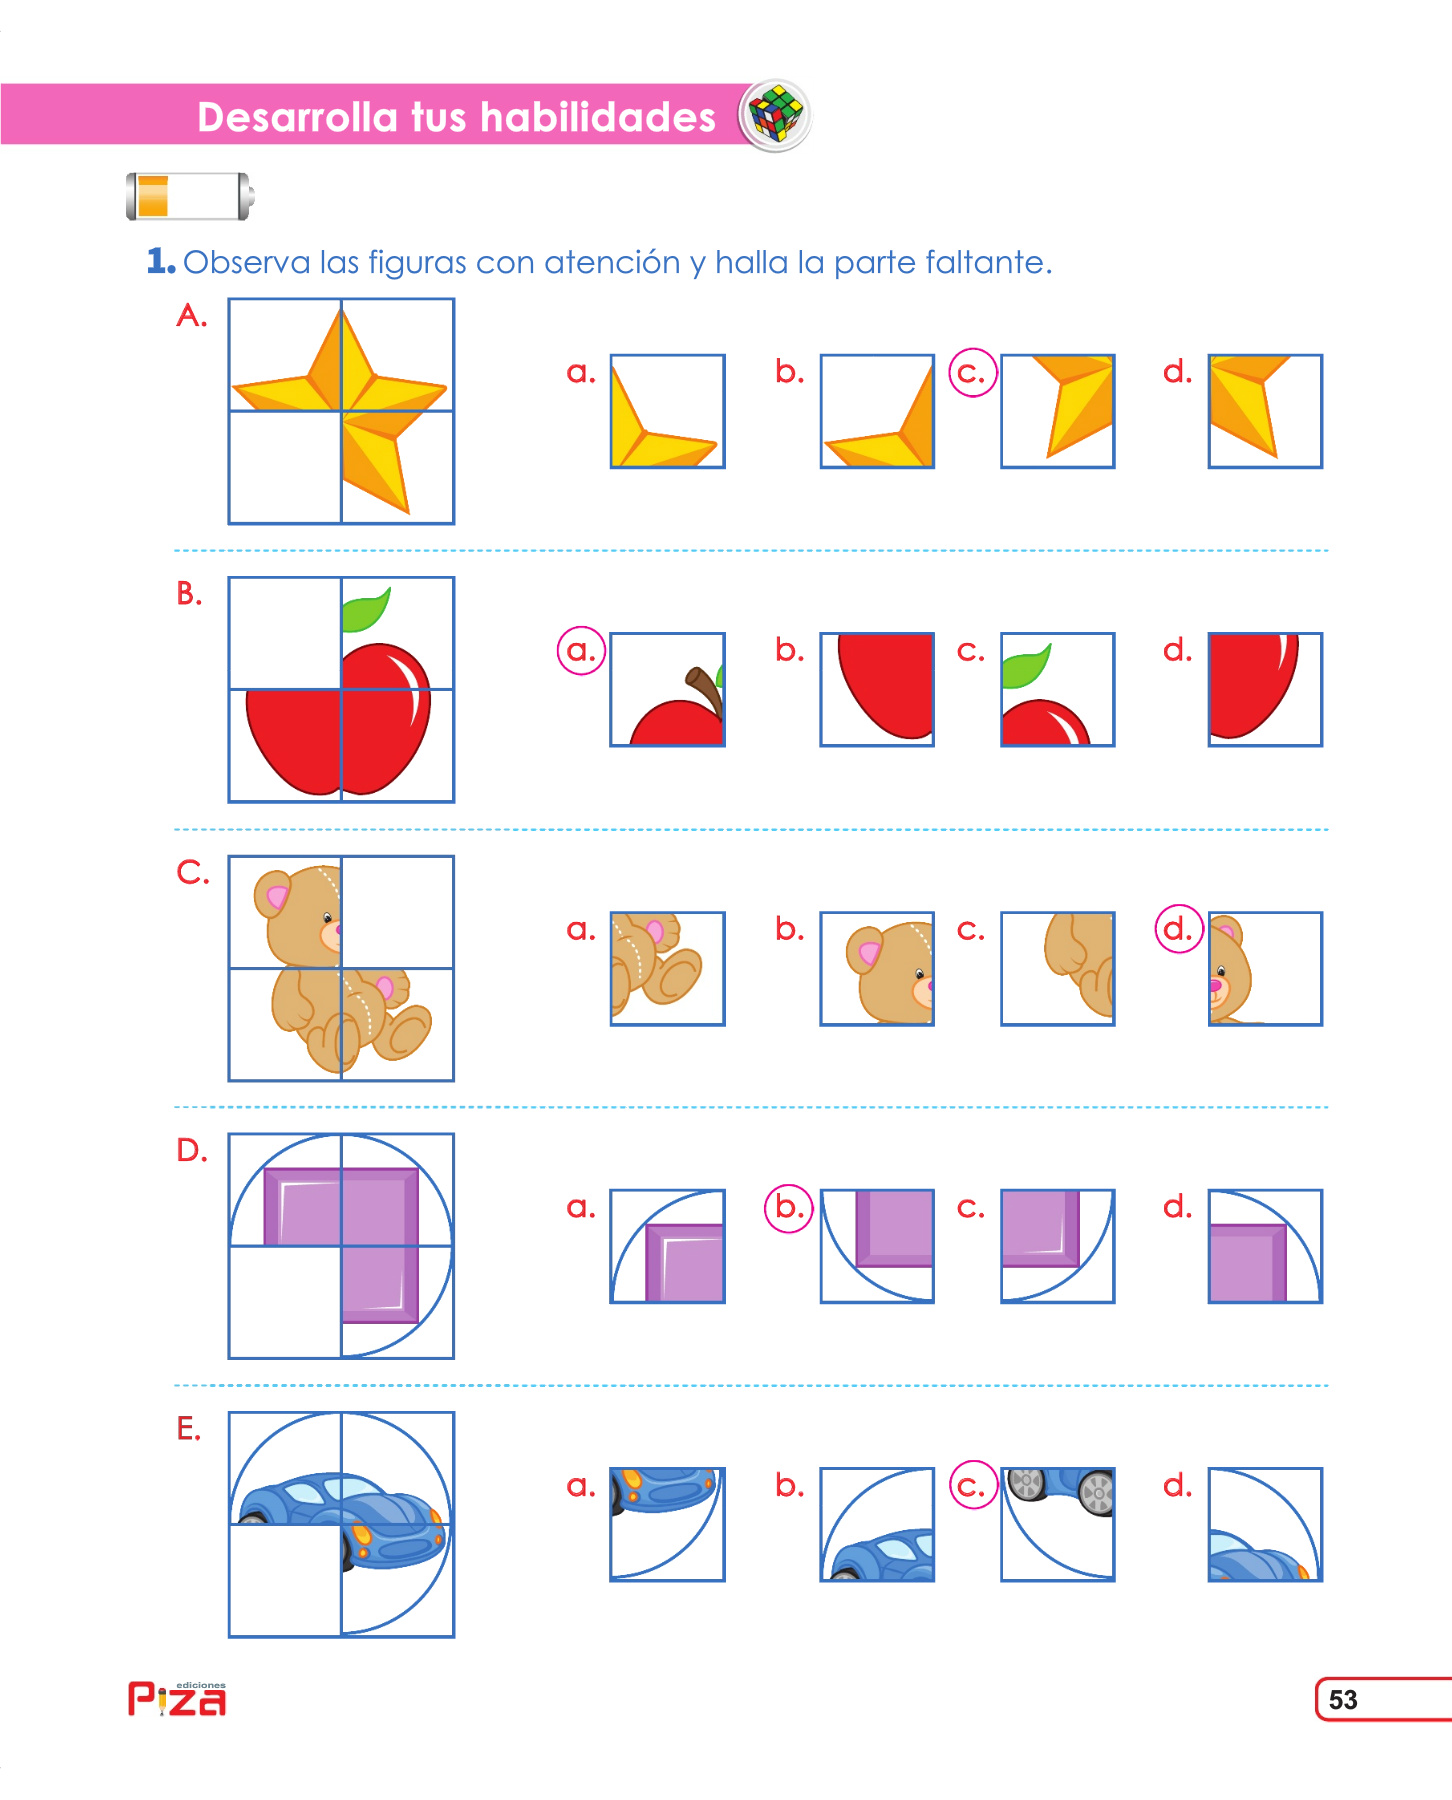 Desarrolla tus habilidades
1. Observa las figuras con atención y halla la parte faltante.
A.
a. b. c. d.
B.
a. b. c. d.
C.
a. b. c. d.
D.
a. b. c. d.
E.
a. b. c. d.
ediciones
Piza
53